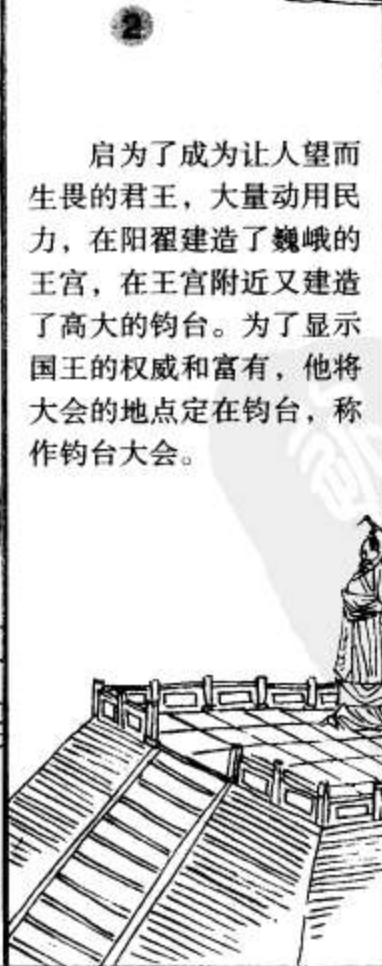 2
启为了成为让人望而
生畏的君王，大量动用民
力，在阳翟建造了巍峨的
王宫，在王宫附近又建造
了高大的钧台。为了显示
国王的权威和富有，他将
大会的地点定在钧台，称
作钧台大会。